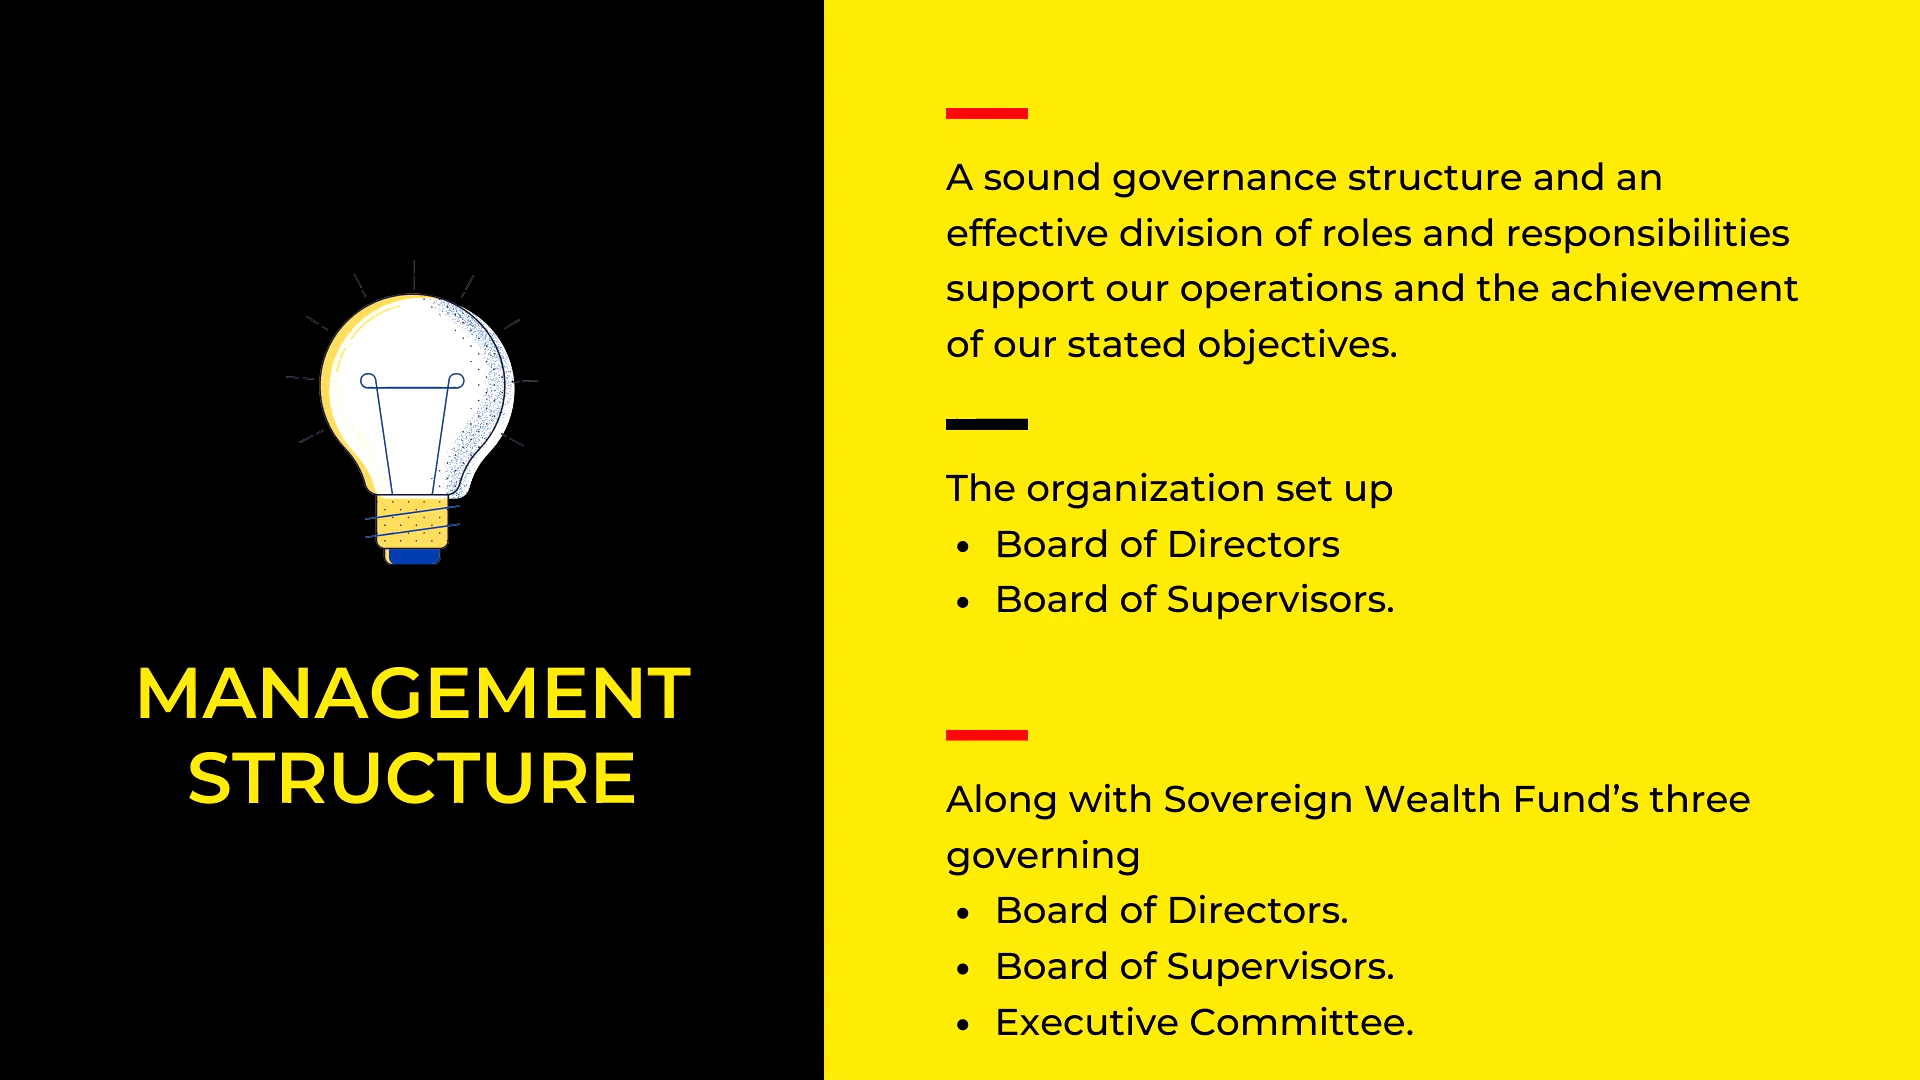 MANAGEMENT
STRUCTURE
A sound governance structure and an
effective division of roles and responsibilities
support our operations and the achievement
of our stated objectives.
The organization set up
• Board of Directors
• Board of Supervisors.
Along with Sovereign Wealth Fund’s three
governing
• Board of Directors.
• Board of Supervisors.
• Executive Committee.